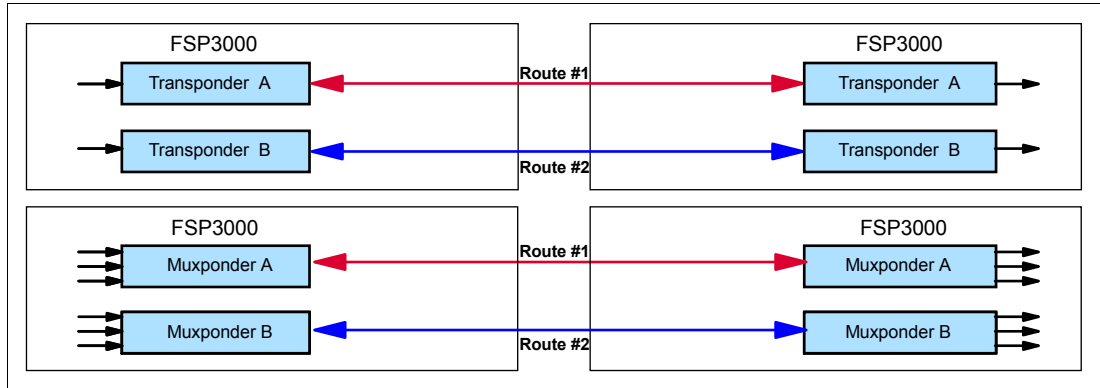 FSP3000
FSP3000
Transponder A
Route #1
Transponder A
Transponder B
Route #2
Transponder B
FSP3000
FSP3000
Muxponder A
Route #1
Muxponder A
Muxponder B
Route #2
Muxponder B